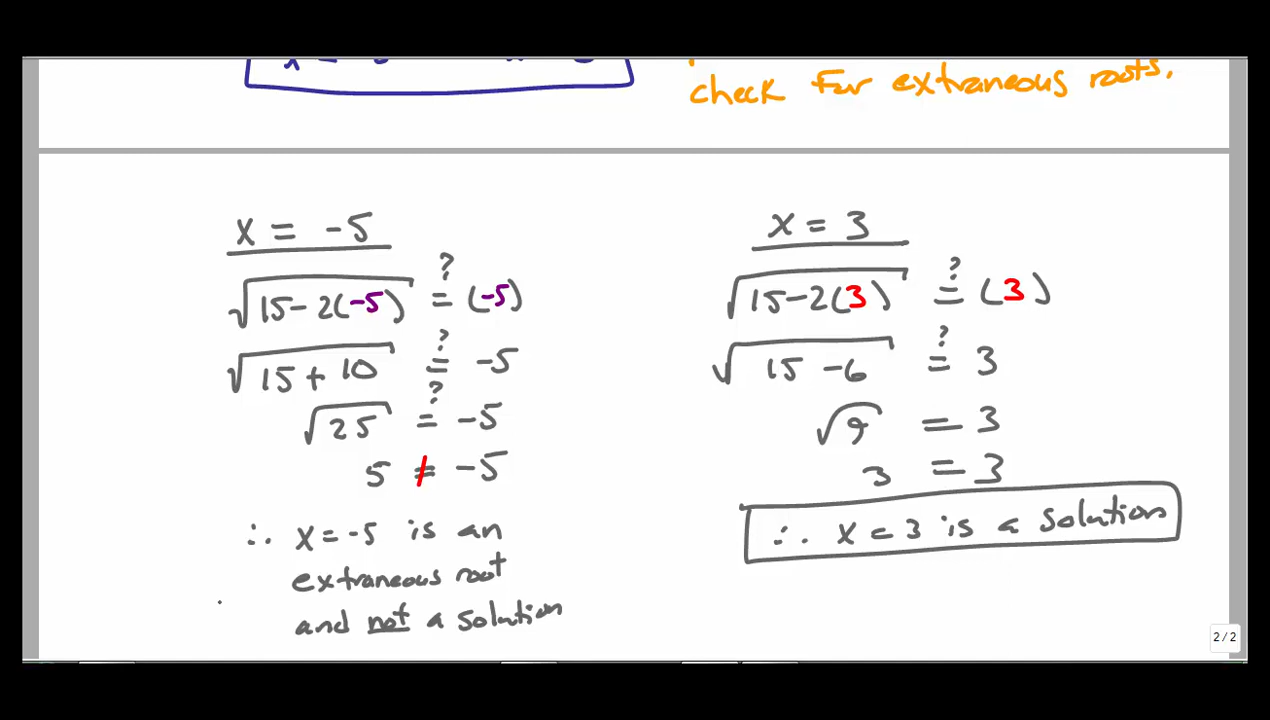 check for extraneous roots.
x = -5
√15-2(-5) ?= (-5)
√15+10 ?= -5
√25 ?= -5
5 ≠ -5
∴ x=-5 is an
extraneous root
and not a solution
x = 3
√15-2(3) ?= (3)
√15-6 ?= 3
√9 = 3
3 = 3
∴ x = 3 is a solution
2/2